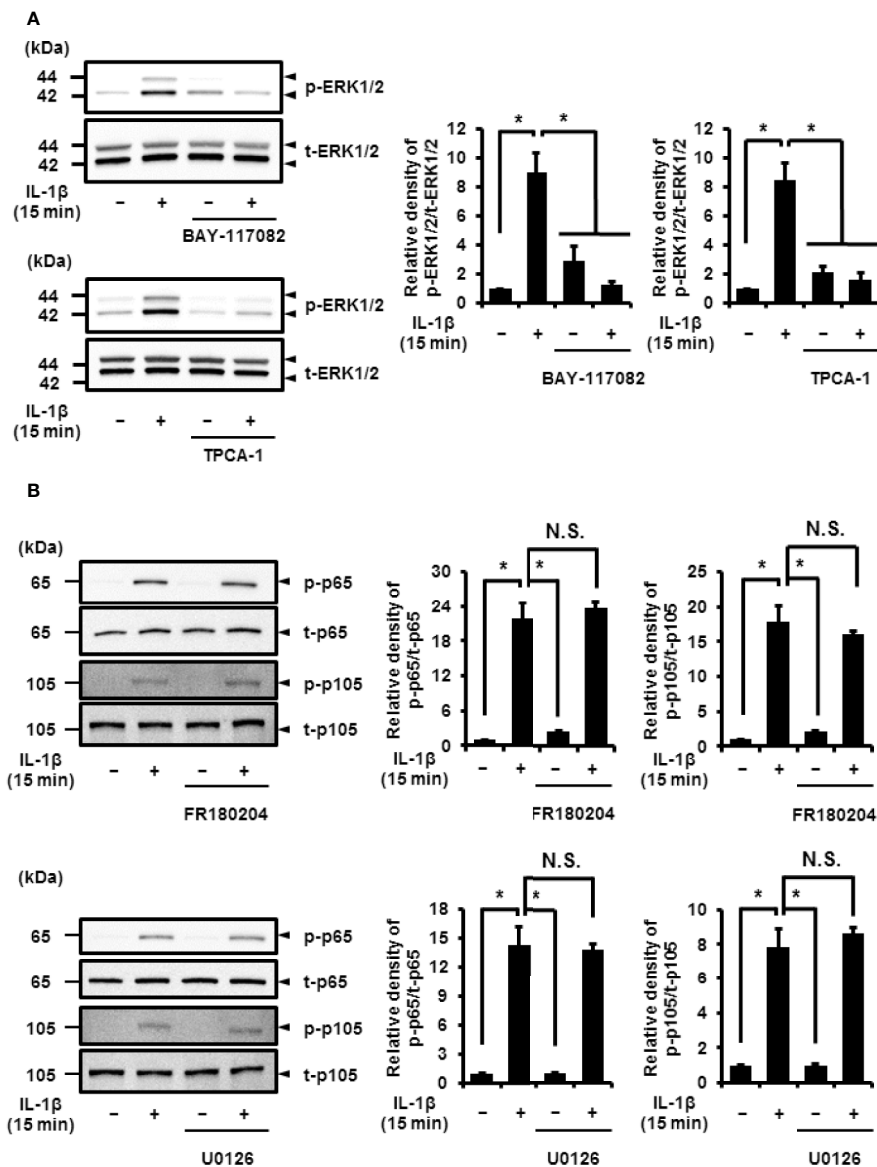 A
(kDa)
44
42
p-ERK1/2
44
42
t-ERK1/2
IL-1β
(15 min)
– + – +
BAY-117082
44
42
p-ERK1/2
44
42
t-ERK1/2
IL-1β
(15 min)
– + – +
TPCA-1
Relative density of
p-ERK1/2/t-ERK1/2
12
10
8
6
4
2
0
* *
IL-1β
(15 min)
– + – +
BAY-117082
Relative density of
p-ERK1/2/t-ERK1/2
12
10
8
6
4
2
0
* *
IL-1β
(15 min)
– + – +
TPCA-1
B
(kDa)
65
p-p65
65
t-p65
105
p-p105
105
t-p105
IL-1β
(15 min)
– + – +
FR180204
Relative density of
p-p65/t-p65
30
24
18
12
6
0
N.S.
* *
IL-1β
(15 min)
– + – +
FR180204
Relative density of
p-p105/t-p105
25
20
15
10
5
0
N.S.
* *
IL-1β
(15 min)
– + – +
FR180204
(kDa)
65
p-p65
65
t-p65
105
p-p105
105
t-p105
IL-1β
(15 min)
– + – +
U0126
Relative density of
p-p65/t-p65
18
15
12
9
6
3
0
N.S.
* *
IL-1β
(15 min)
– + – +
U0126
Relative density of
p-p105/t-p105
10
8
6
4
2
0
N.S.
* *
IL-1β
(15 min)
– + – +
U0126